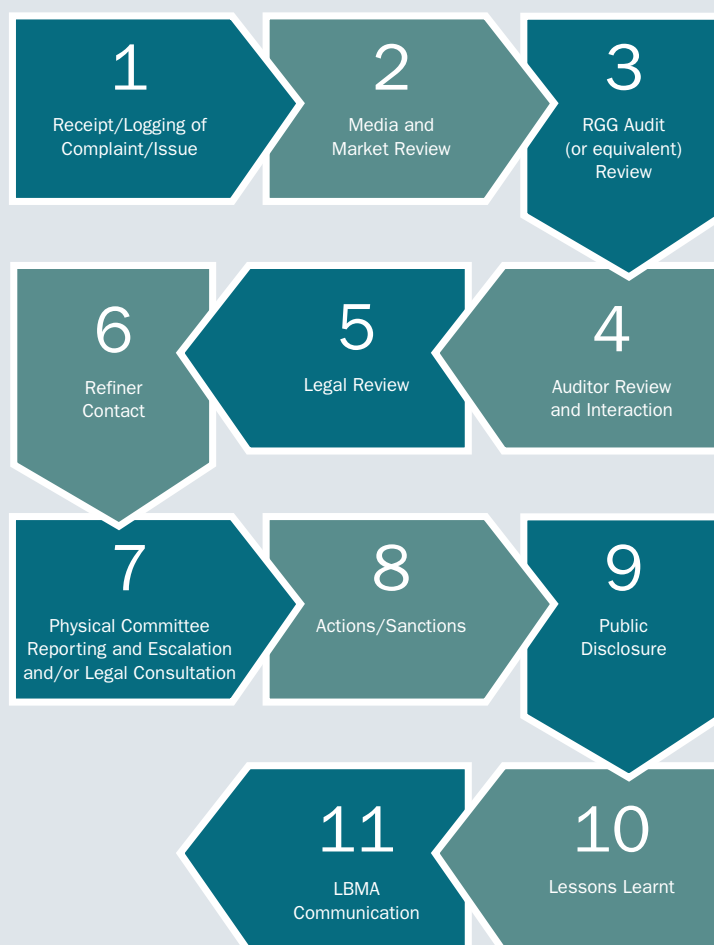 1
Receipt/Logging of
Complaint/Issue
2
Media and
Market Review
3
RGG Audit
(or equivalent)
Review
4
Auditor Review
and Interaction
5
Legal Review
6
Refiner
Contact
7
Physical Committee
Reporting and Escalation
and/or Legal Consultation
8
Actions/Sanctions
9
Public
Disclosure
10
Lessons Learnt
11
LBMA
Communication